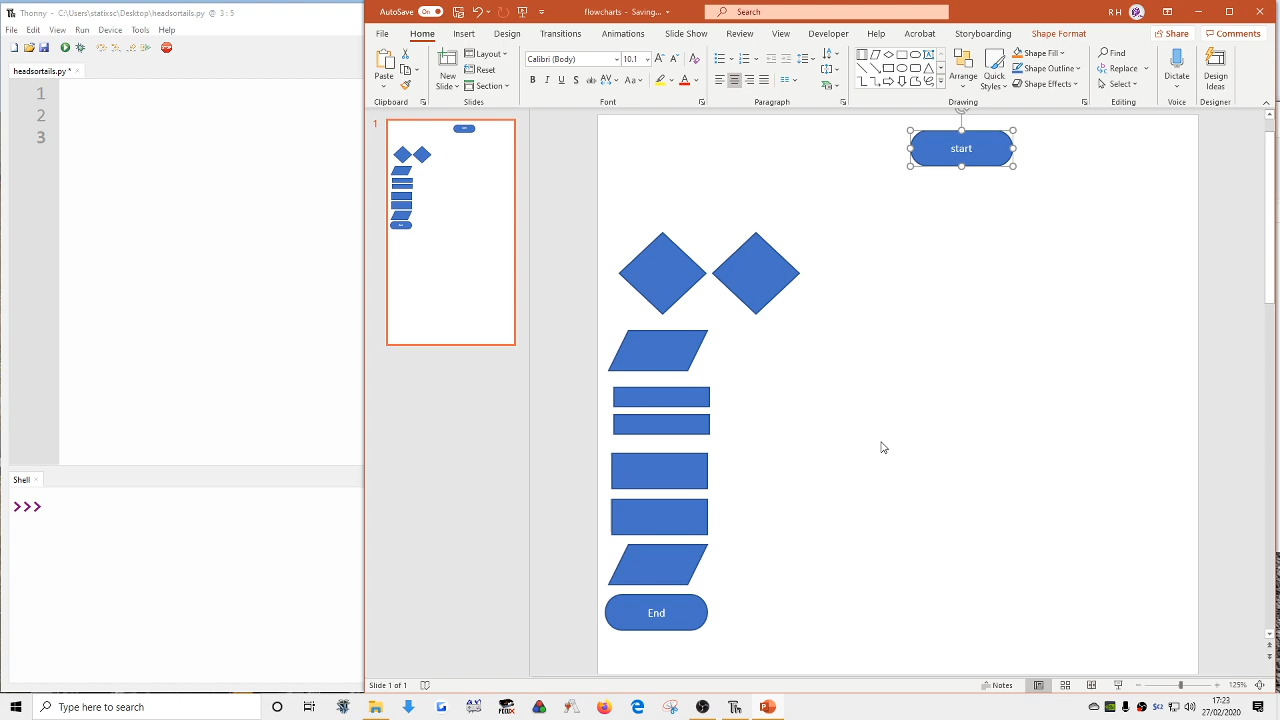 Thonny - C:\Users\statixsc\Desktop\headsortails.py @ 3 : 5
File Edit View Run Device Tools Help
headsortails.py *
1
2
3
Shell
>>>
AutoSave On
flowcharts - Saving...
Search
R H
File Home Insert Design Transitions Animations Slide Show Review View Developer Help Acrobat Storyboarding Shape Format
Share Comments
Paste
Clipboard
New Slide
Layout
Reset
Section
Slides
Calibri (Body) 10.1
Font
Paragraph
Arrange
Quick Styles
Shape Fill
Shape Outline
Shape Effects
Drawing
Find
Replace
Select
Editing
Dictate
Voice
Design Ideas
Designer
1
start
End
Slide 1 of 1
Notes
125%
Type here to search
17:23
27/02/2020